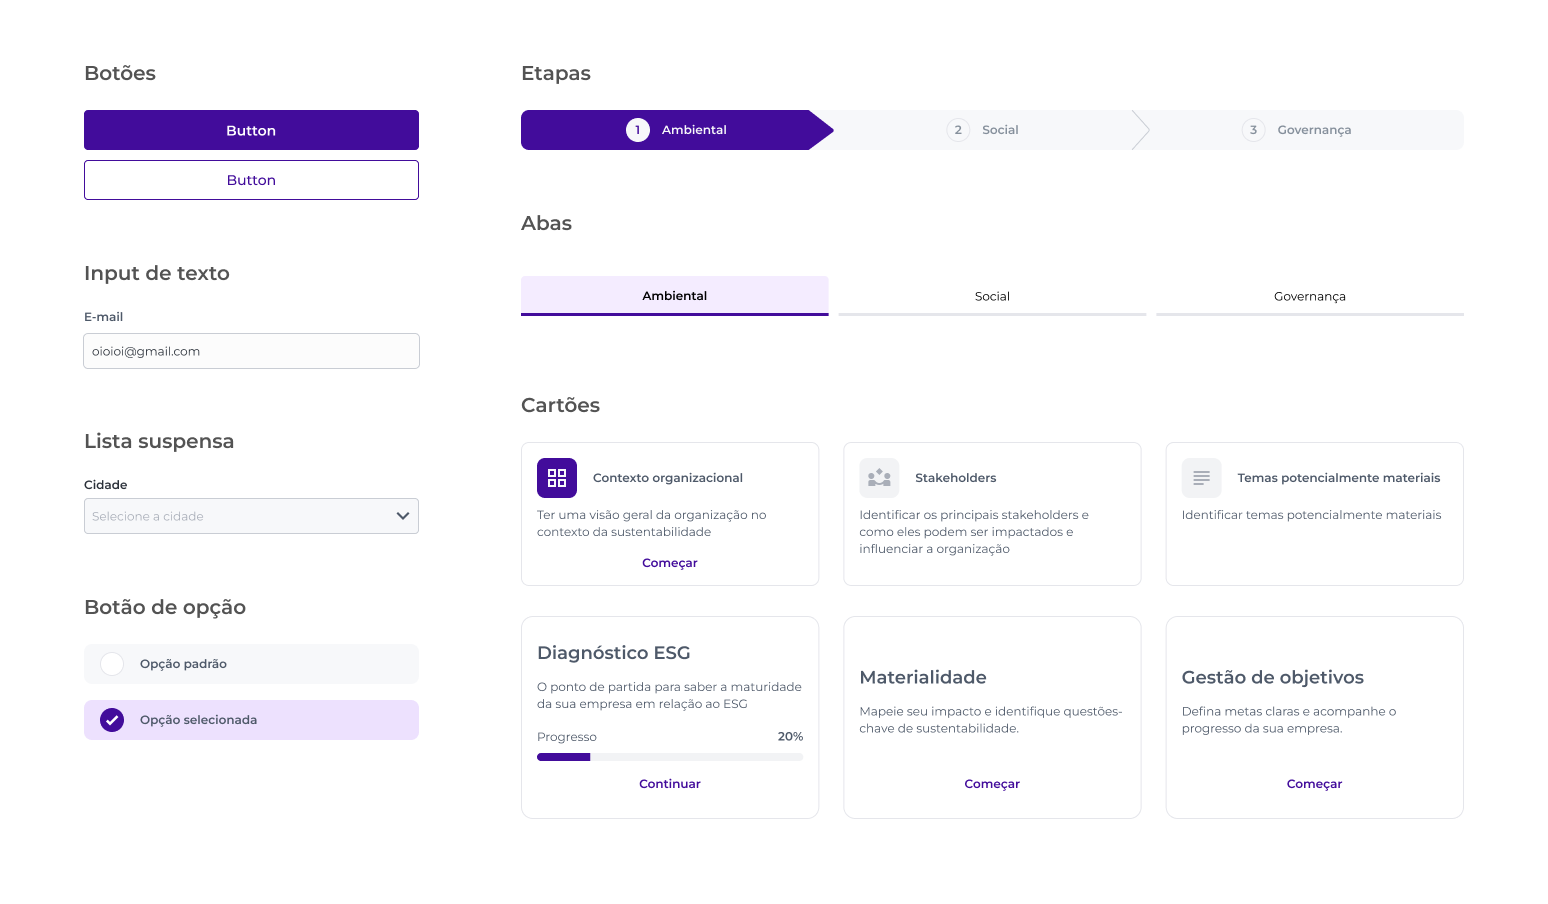 Botões
Button
Button
Input de texto
E-mail
oioioi@gmail.com
Lista suspensa
Cidade
Selecione a cidade
Botão de opção
Opção padrão
Opção selecionada
Etapas
1 Ambiental
2 Social
3 Governança
Abas
Ambiental
Social
Governança
Cartões
Contexto organizacional
Ter uma visão geral da organização no
contexto da sustentabilidade
Começar
Stakeholders
Identificar os principais stakeholders e
como eles podem ser impactados e
influenciar a organização
Temas potencialmente materiais
Identificar temas potencialmente materiais
Diagnóstico ESG
O ponto de partida para saber a maturidade
da sua empresa em relação ao ESG
Progresso 20%
Continuar
Materialidade
Mapeie seu impacto e identifique questões-
chave de sustentabilidade.
Começar
Gestão de objetivos
Defina metas claras e acompanhe o
progresso da sua empresa.
Começar